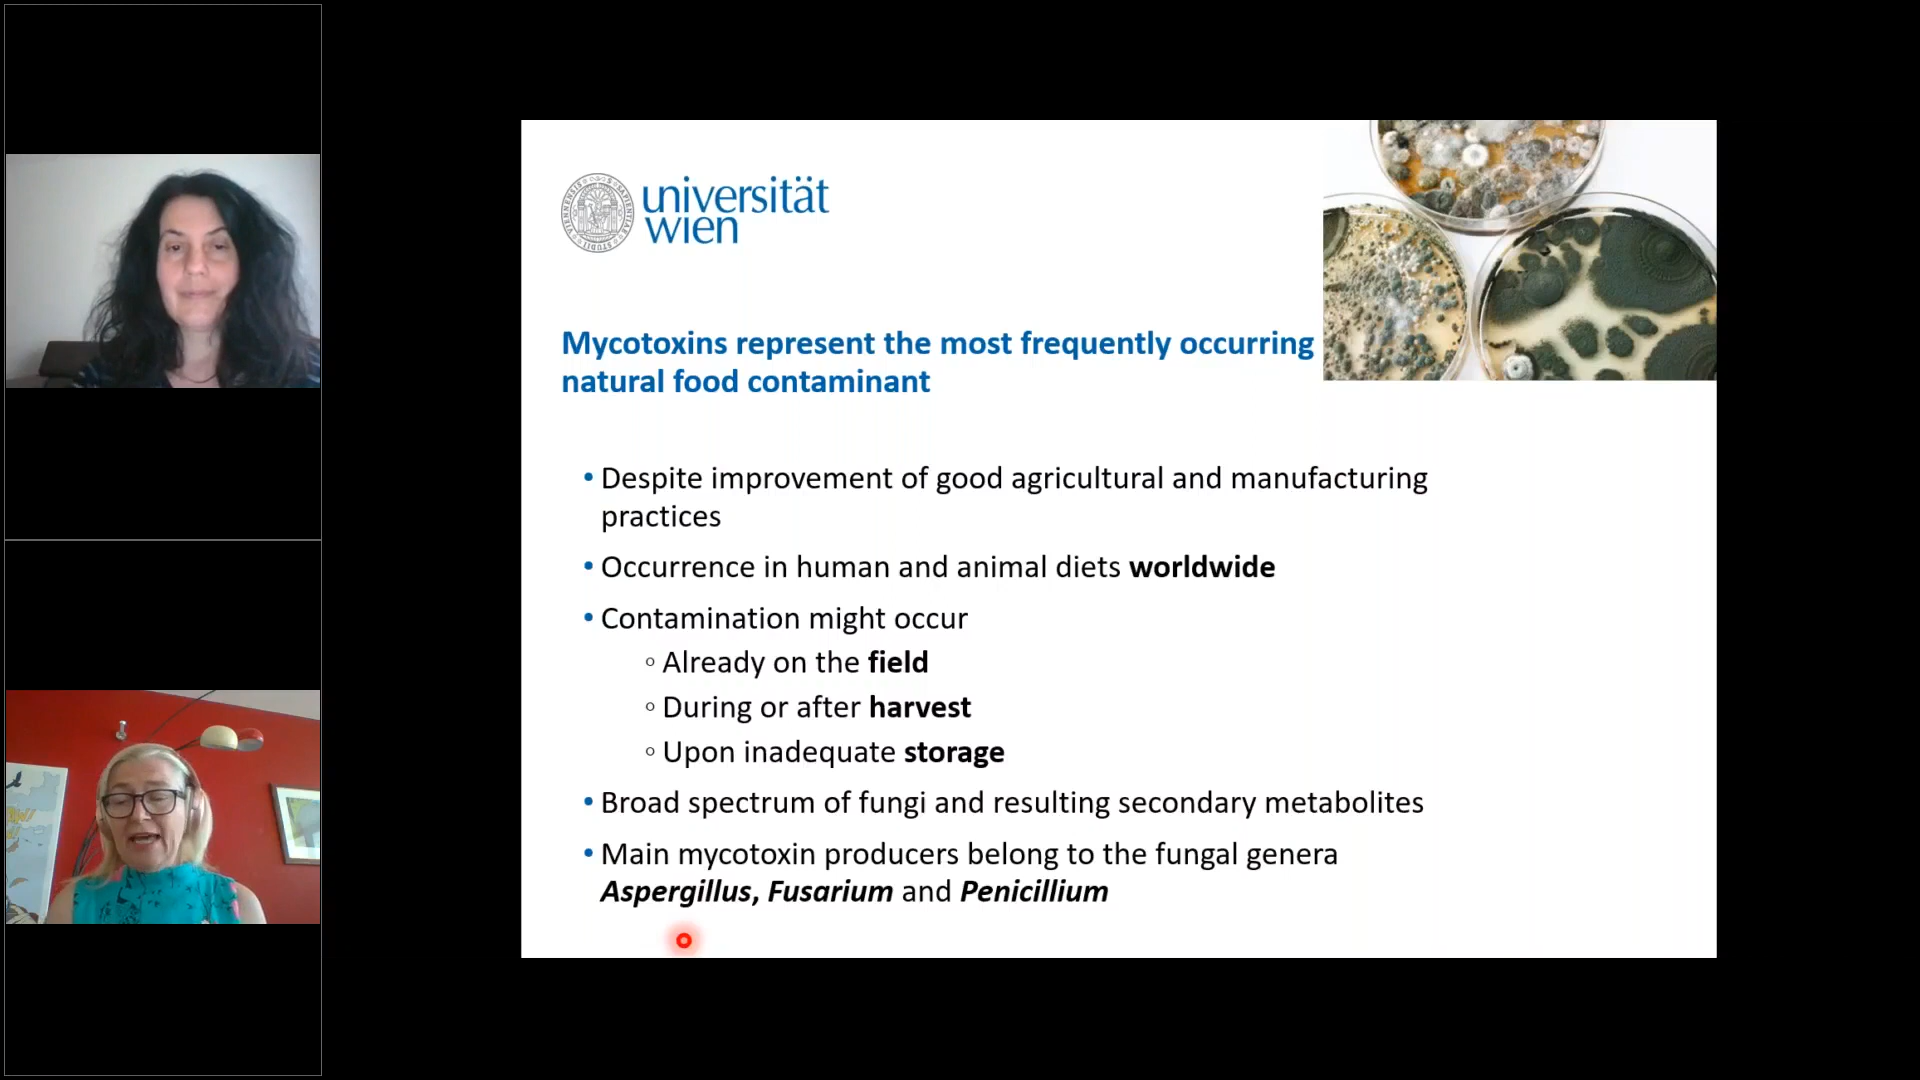 universität
wien
Mycotoxins represent the most frequently occurring
natural food contaminant
• Despite improvement of good agricultural and manufacturing
practices
• Occurrence in human and animal diets worldwide
• Contamination might occur
◦ Already on the field
◦ During or after harvest
◦ Upon inadequate storage
• Broad spectrum of fungi and resulting secondary metabolites
• Main mycotoxin producers belong to the fungal genera
Aspergillus, Fusarium and Penicillium